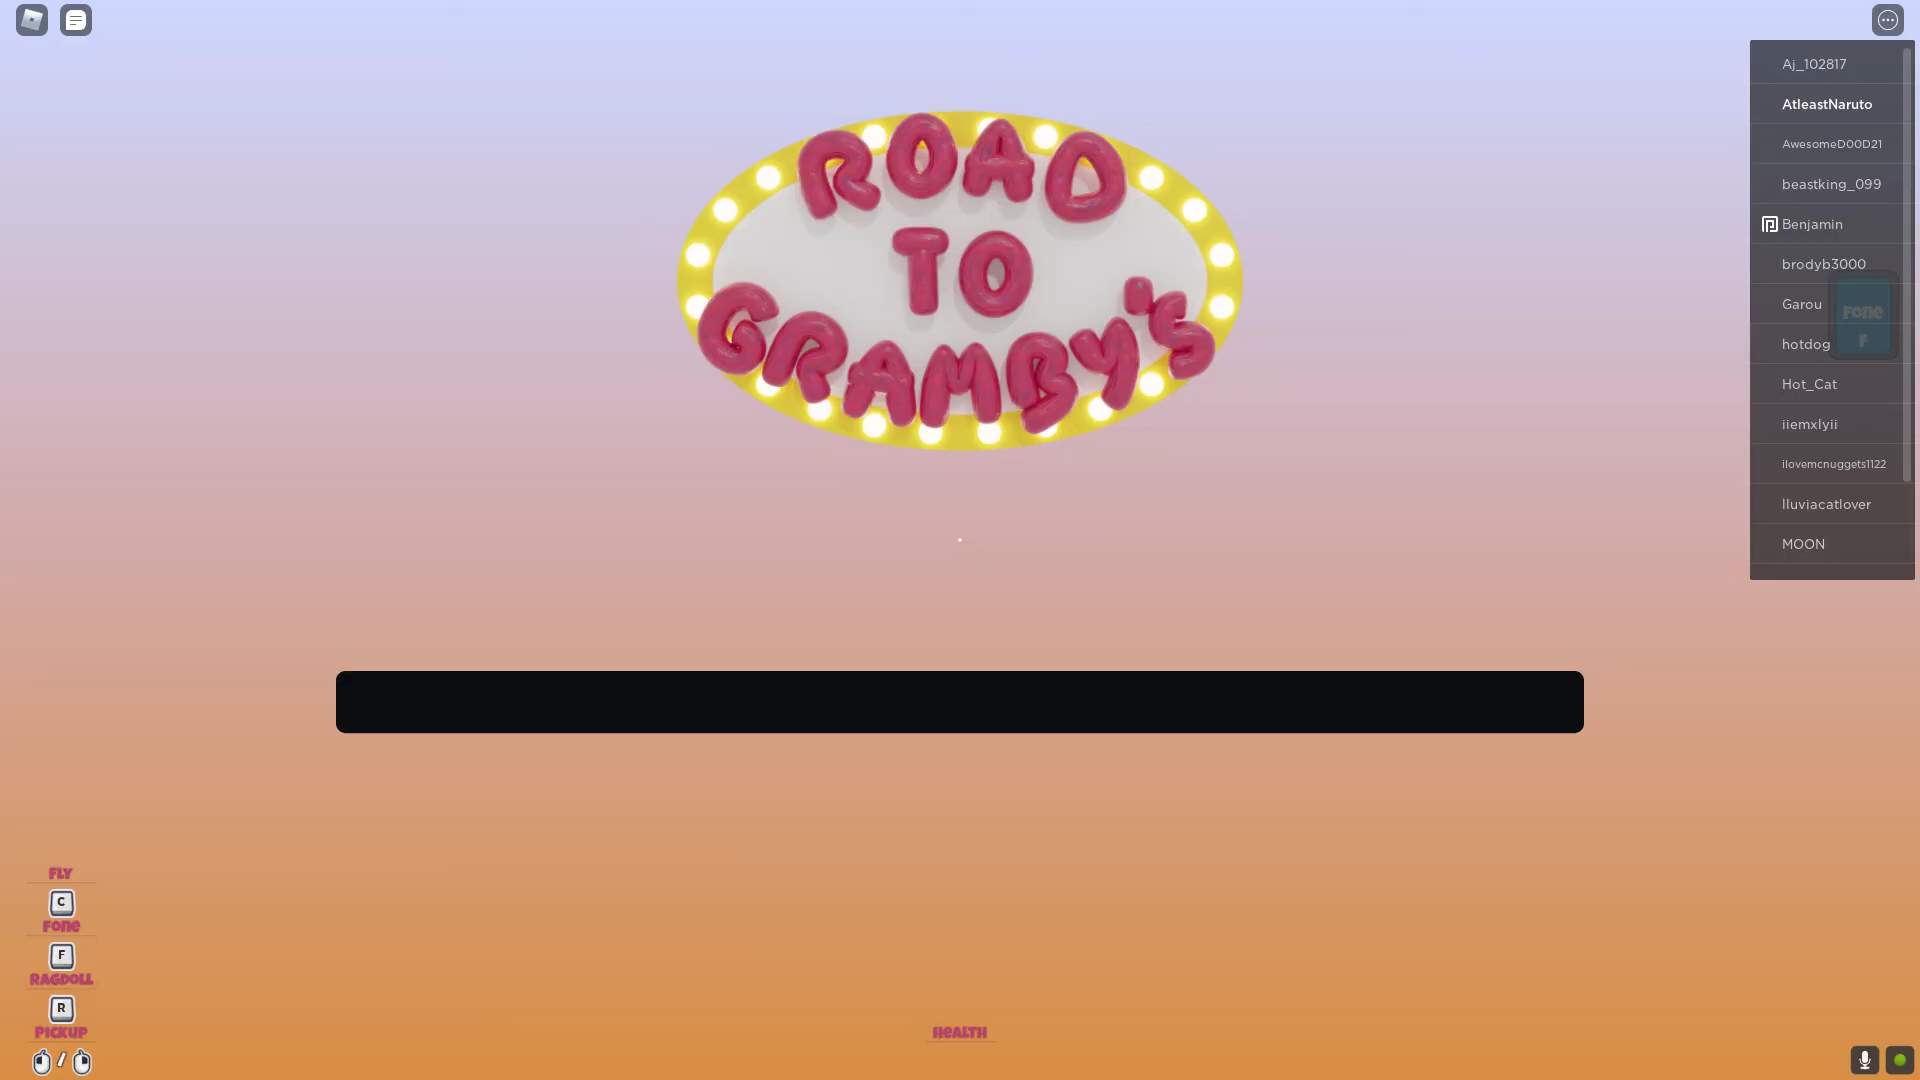 ROAD
TO
GRAMBY'S
Aj_102817
AtleastNaruto
AwesomeD00D21
beastking_099
Benjamin
brodyb3000
Garou
FONE
F
hotdog
Hot_Cat
iiemxlyii
ilovemcnuggets1122
lluviacatlover
MOON
FLY
C
FONE
F
RAGDOLL
R
PICKUP
/
HEALTH